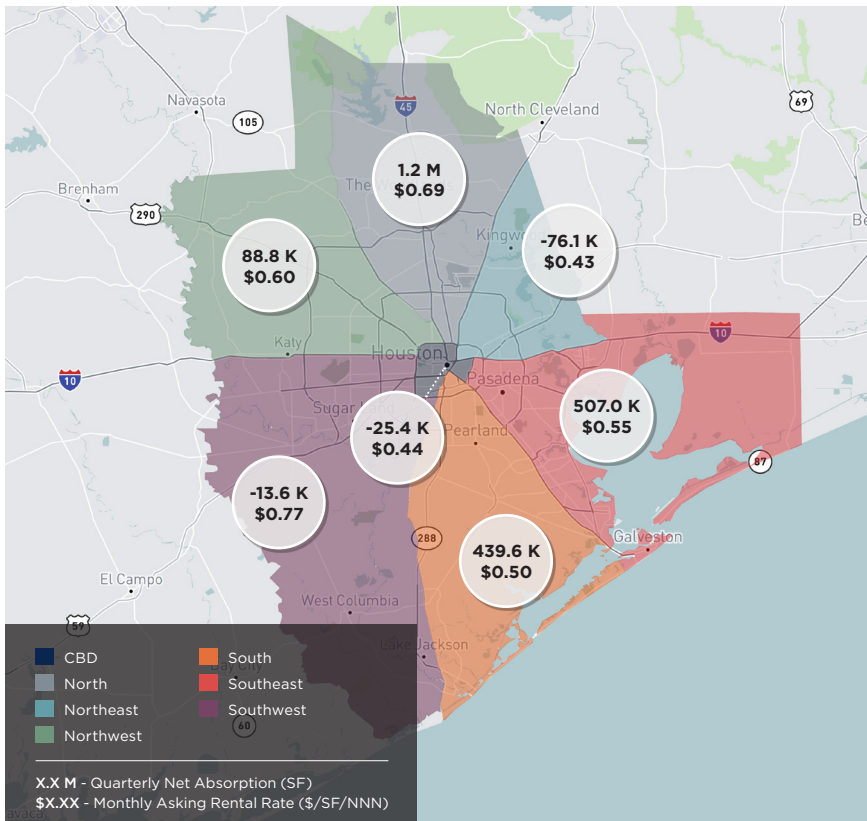 Navasota
105
45
North Cleveland
69
1.2 M
$0.69
Brenham
290
Kingwood
-76.1 K
$0.43
88.8 K
$0.60
Katy
Houston
10
10
Pasadena
Sugar Land
507.0 K
$0.55
-25.4 K
$0.44
Pearland
87
-13.6 K
$0.77
288
Galveston
439.6 K
$0.50
El Campo
West Columbia
59
Lake Jackson
Bay City
60
CBD
North
Northeast
Northwest
South
Southeast
Southwest
X.X M - Quarterly Net Absorption (SF)
$X.XX - Monthly Asking Rental Rate ($/SF/NNN)